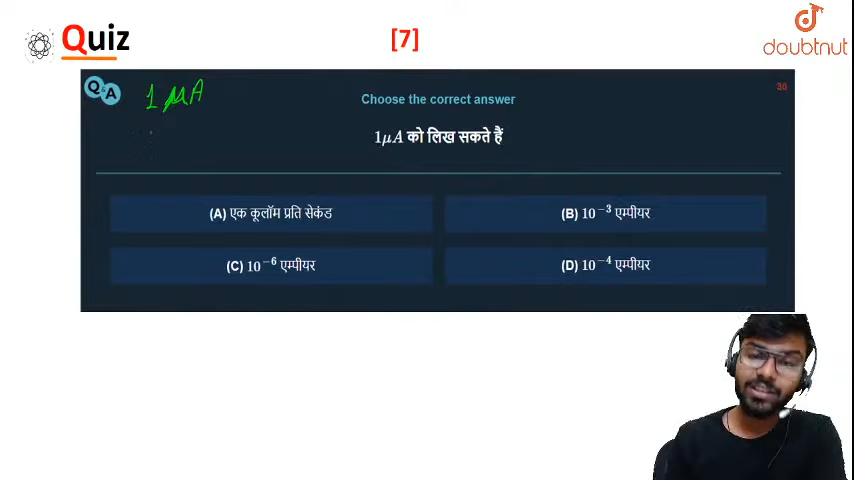 Quiz
[7]
doubtnut
Q&A
1 μA
Choose the correct answer
30
1μA को लिख सकते हैं
(A) एक कूलॉम प्रति सेकंड
(B) 10⁻³ एम्पीयर
(C) 10⁻⁶ एम्पीयर
(D) 10⁻⁴ एम्पीयर